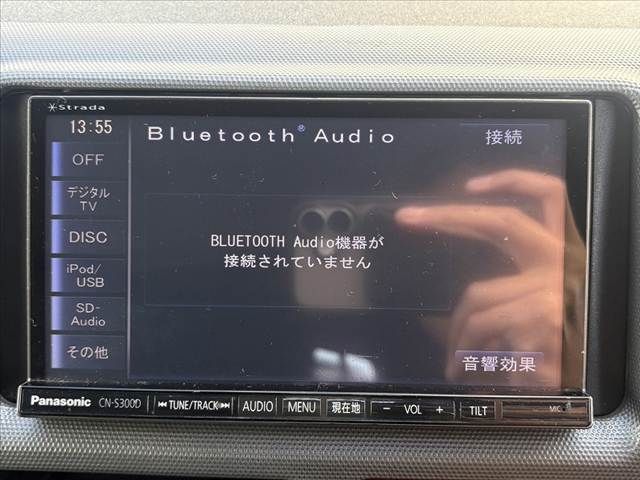 Strada
13:55
Bluetooth® Audio
接続
OFF
デジタル
TV
DISC
iPod/
USB
SD-
Audio
その他
BLUETOOTH Audio機器が
接続されていません
音響効果
Panasonic CN-S300D TUNE/TRACK AUDIO MENU 現在地 − VOL + TILT MIC